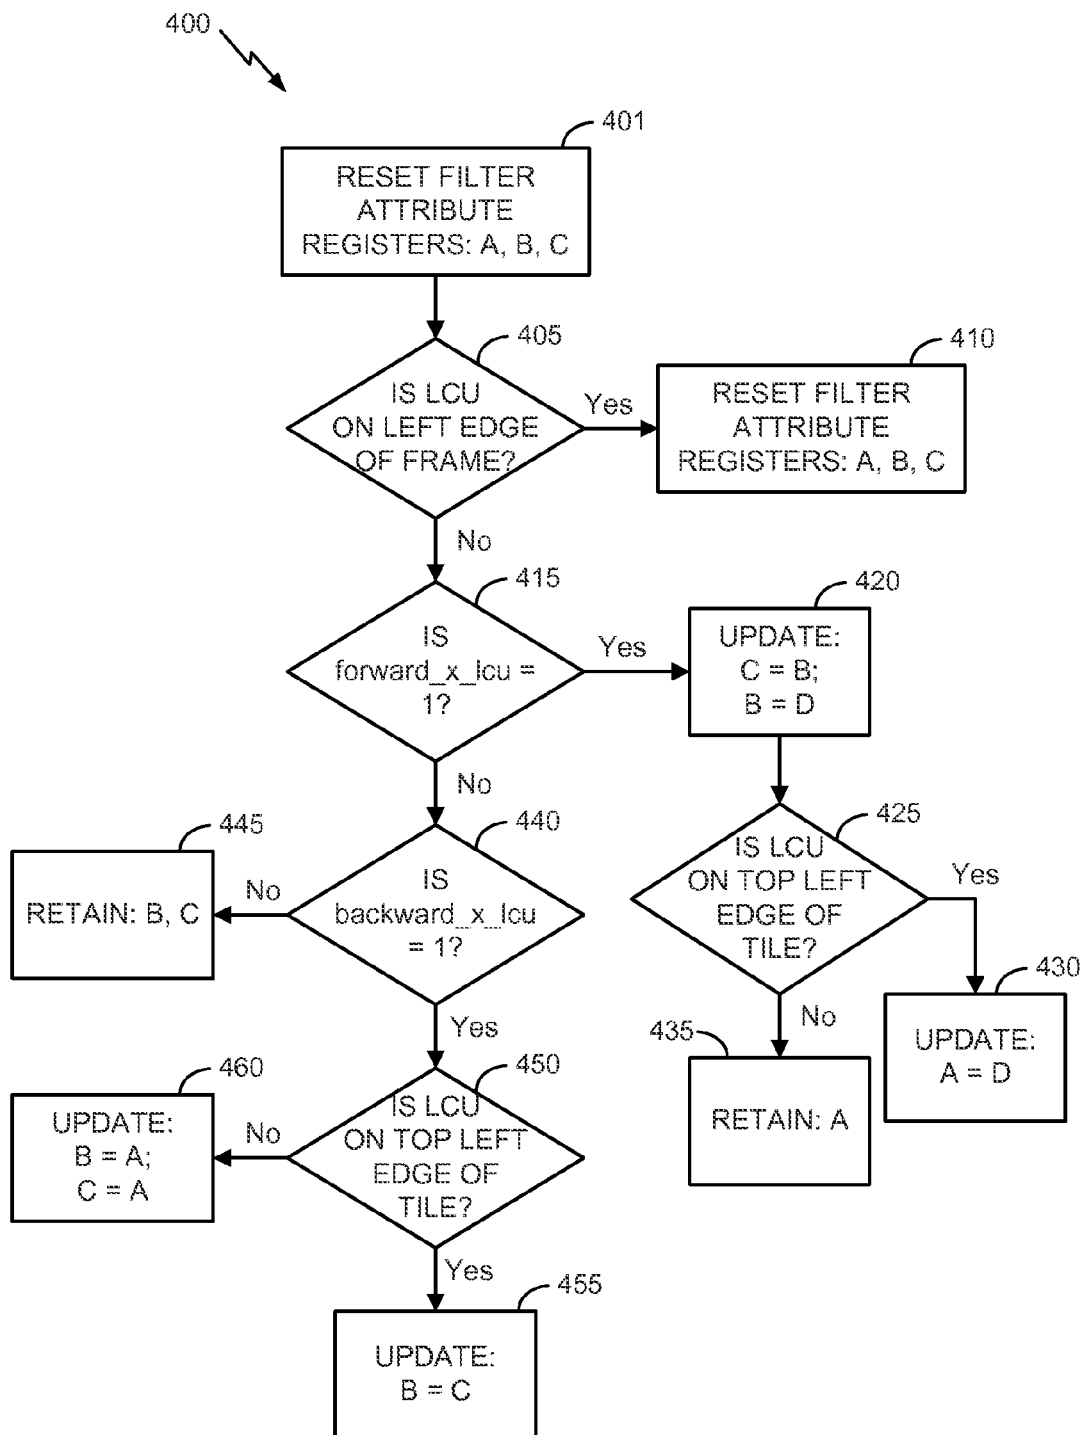 400
401
RESET FILTER
ATTRIBUTE
REGISTERS: A, B, C
405
IS LCU
ON LEFT EDGE
OF FRAME?
Yes
410
RESET FILTER
ATTRIBUTE
REGISTERS: A, B, C
No
415
IS
forward_x_lcu =
1?
Yes
420
UPDATE:
C = B;
B = D
No
425
IS LCU
ON TOP LEFT
EDGE OF
TILE?
Yes
430
UPDATE:
A = D
No
435
RETAIN: A
440
IS
backward_x_lcu
= 1?
No
445
RETAIN: B, C
Yes
450
IS LCU
ON TOP LEFT
EDGE OF
TILE?
No
460
UPDATE:
B = A;
C = A
Yes
455
UPDATE:
B = C